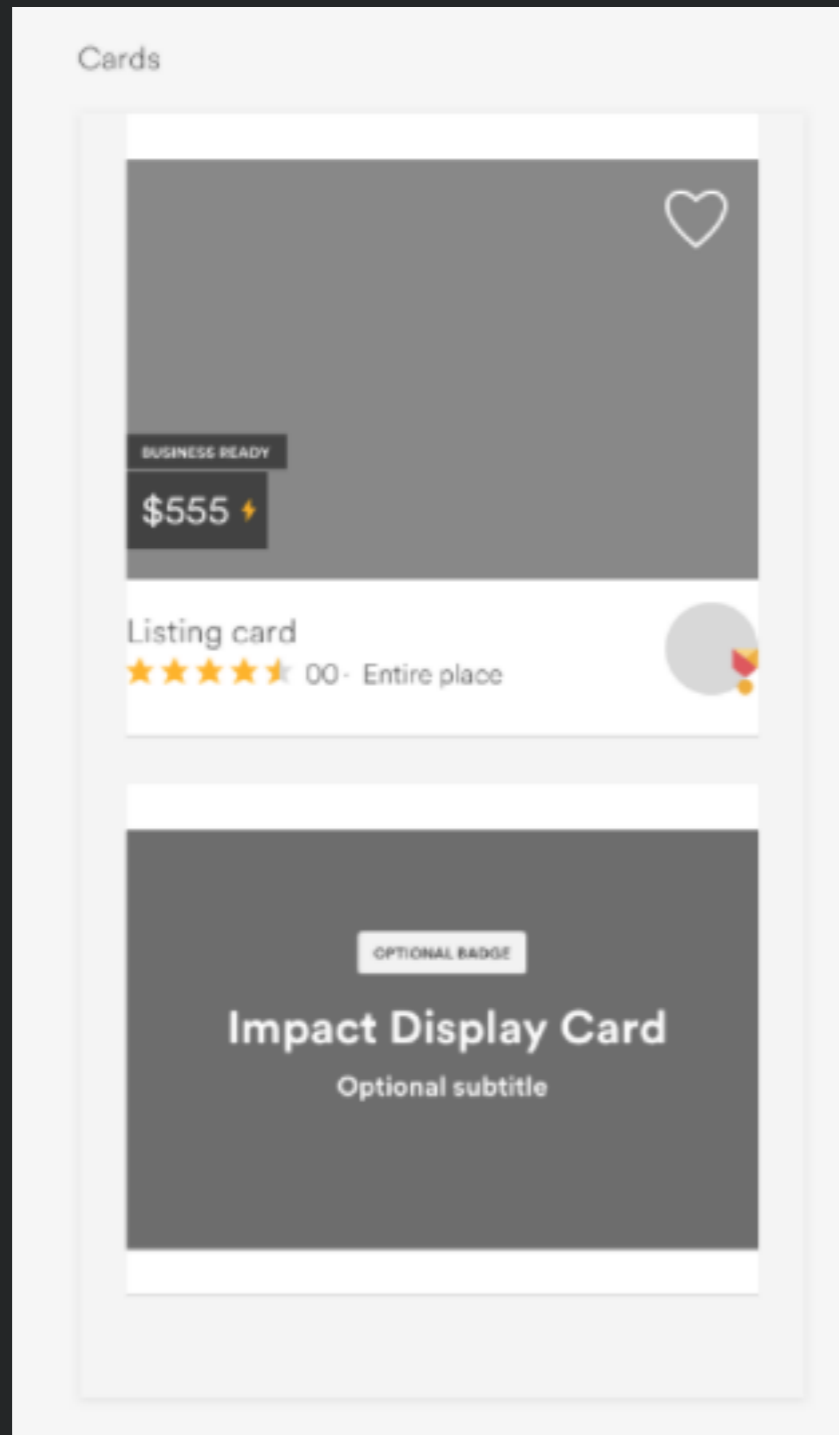 Cards
BUSINESS READY
$555
Listing card
00 · Entire place
OPTIONAL BADGE
Impact Display Card
Optional subtitle